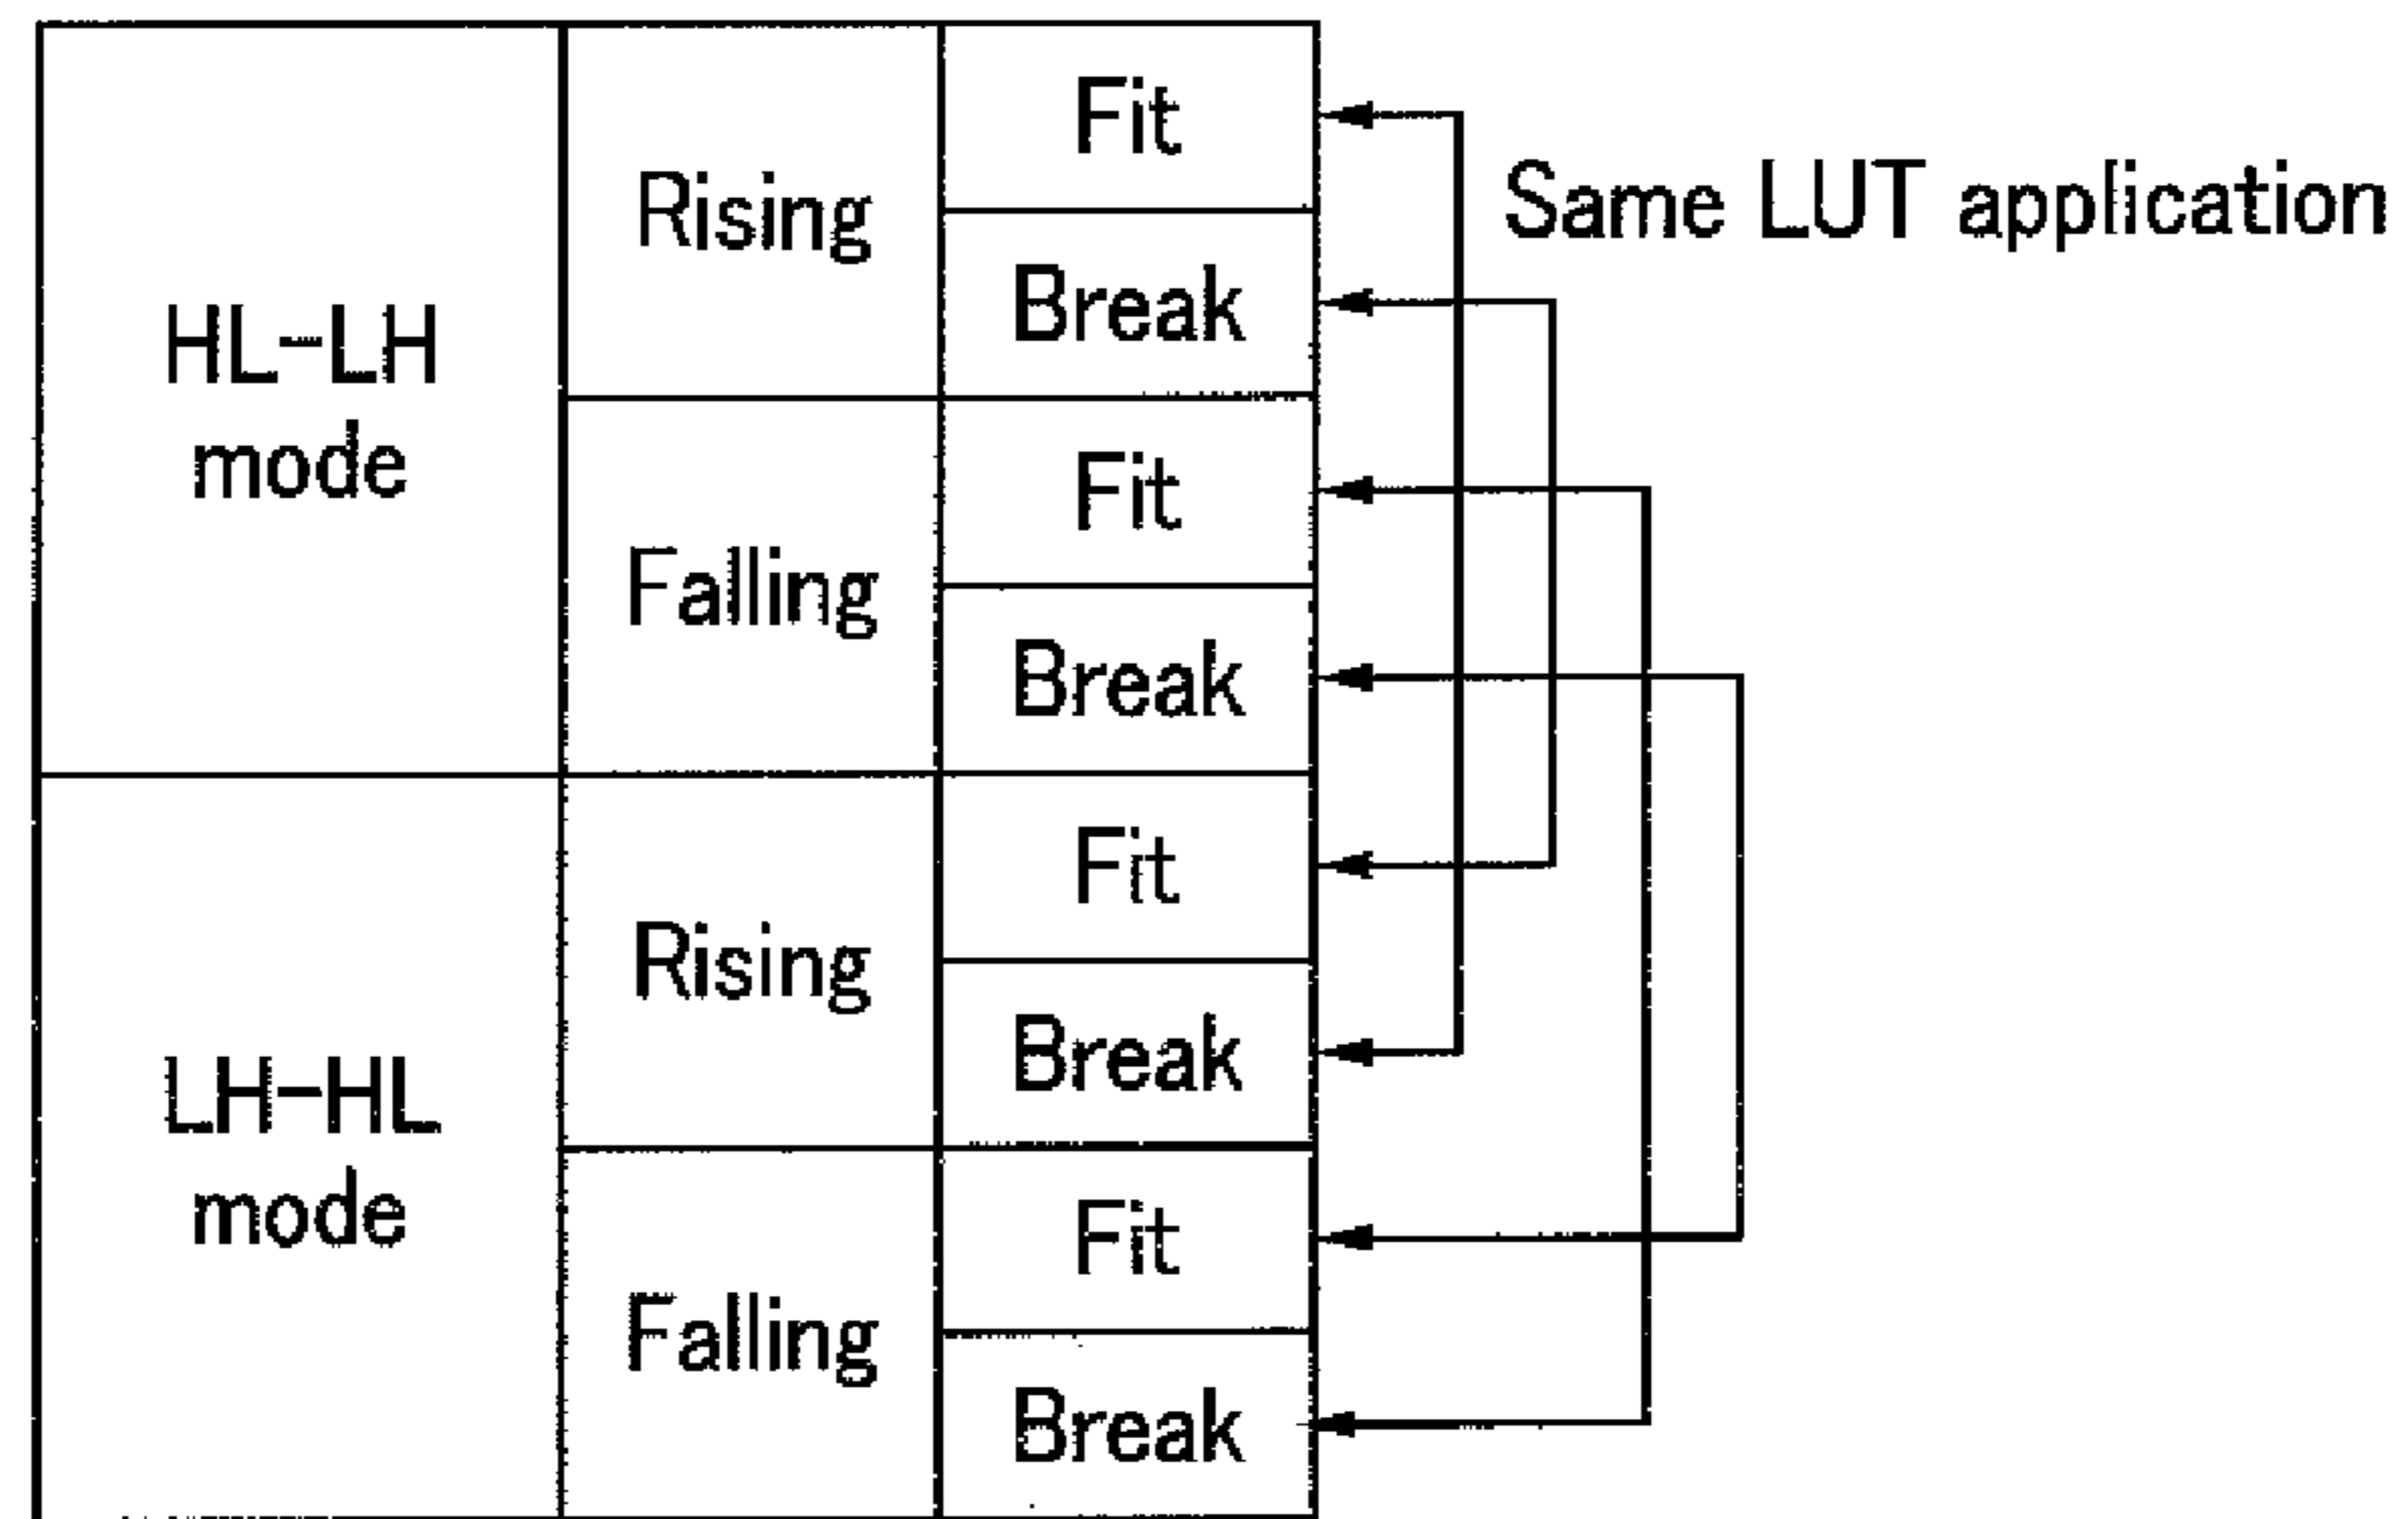 Fit
Rising
Same LUT application
Break
HL-LH
mode
Fit
Falling
Break
Fit
Rising
Break
LH-HL
mode
Fit
Falling
Break